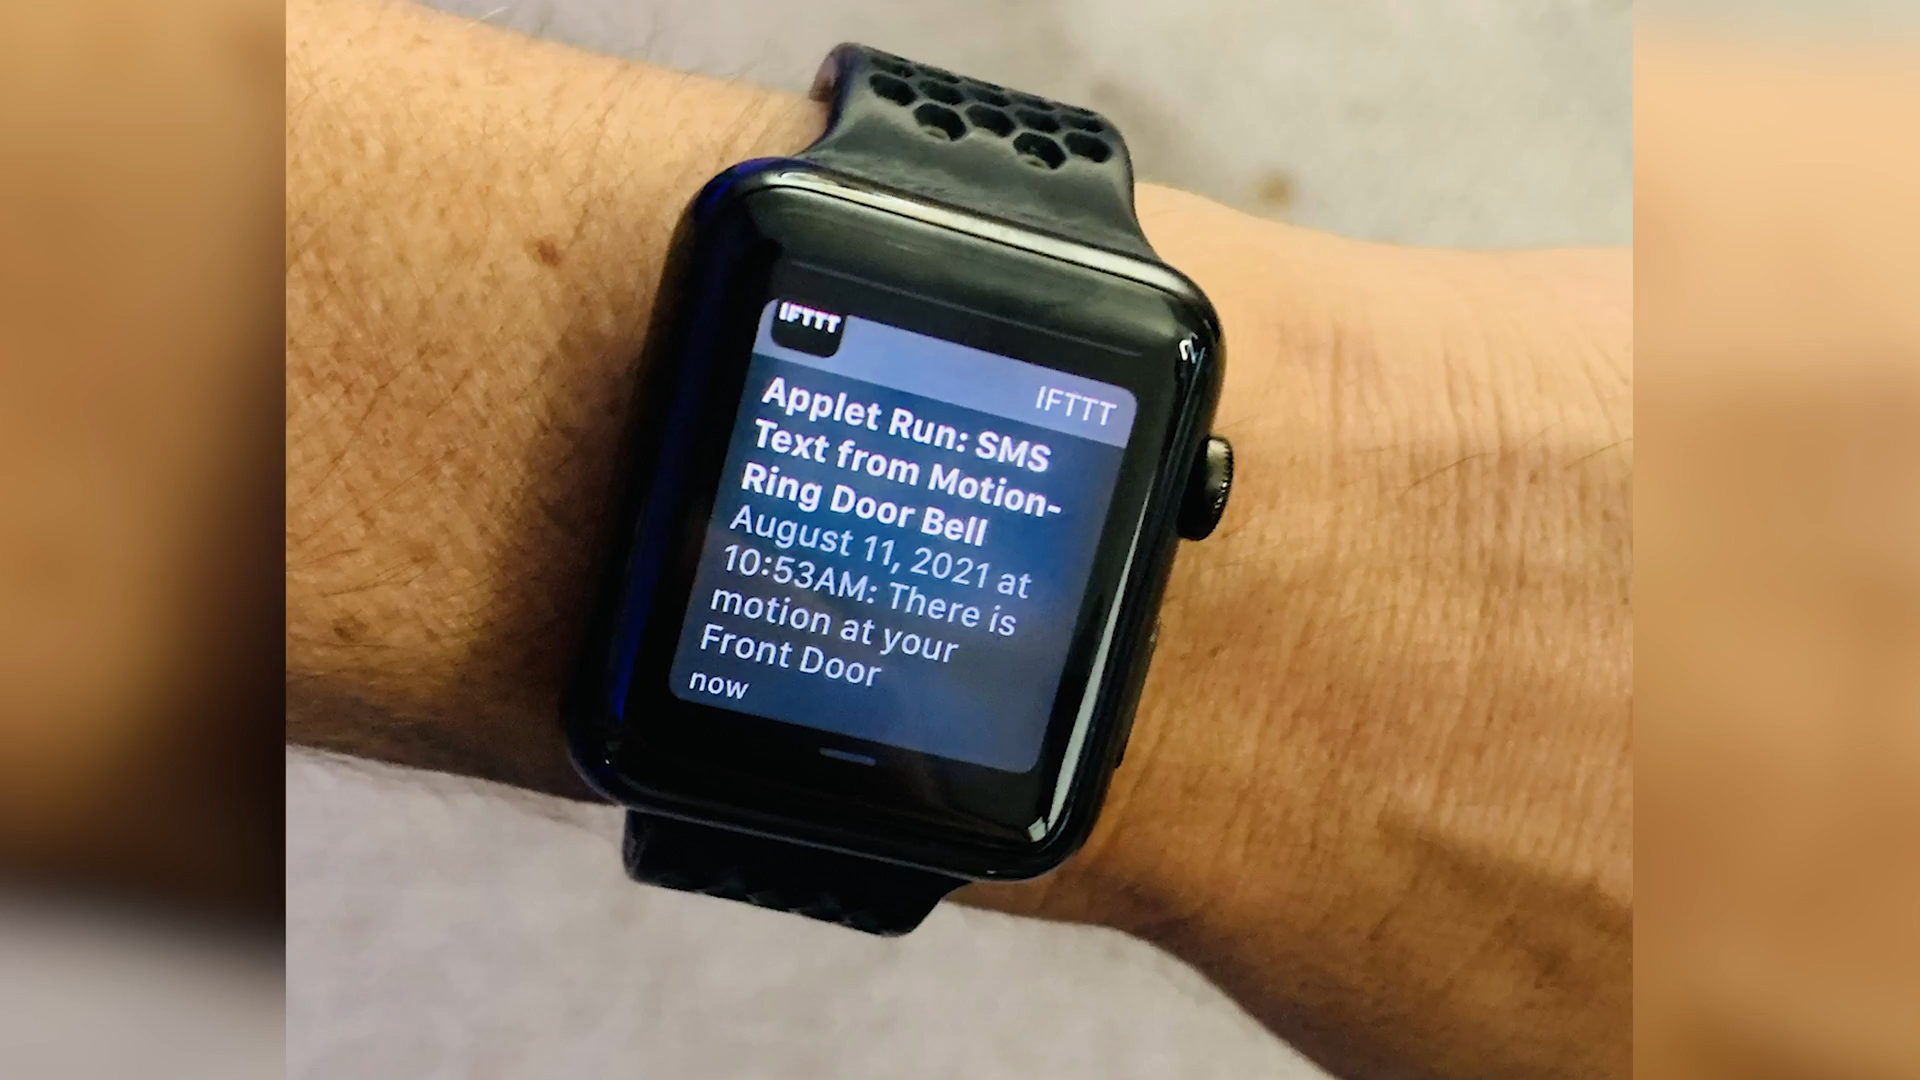 IFTTT
IFTTT
Applet Run: SMS
Text from Motion-
Ring Door Bell
August 11, 2021 at
10:53AM: There is
motion at your
Front Door
now